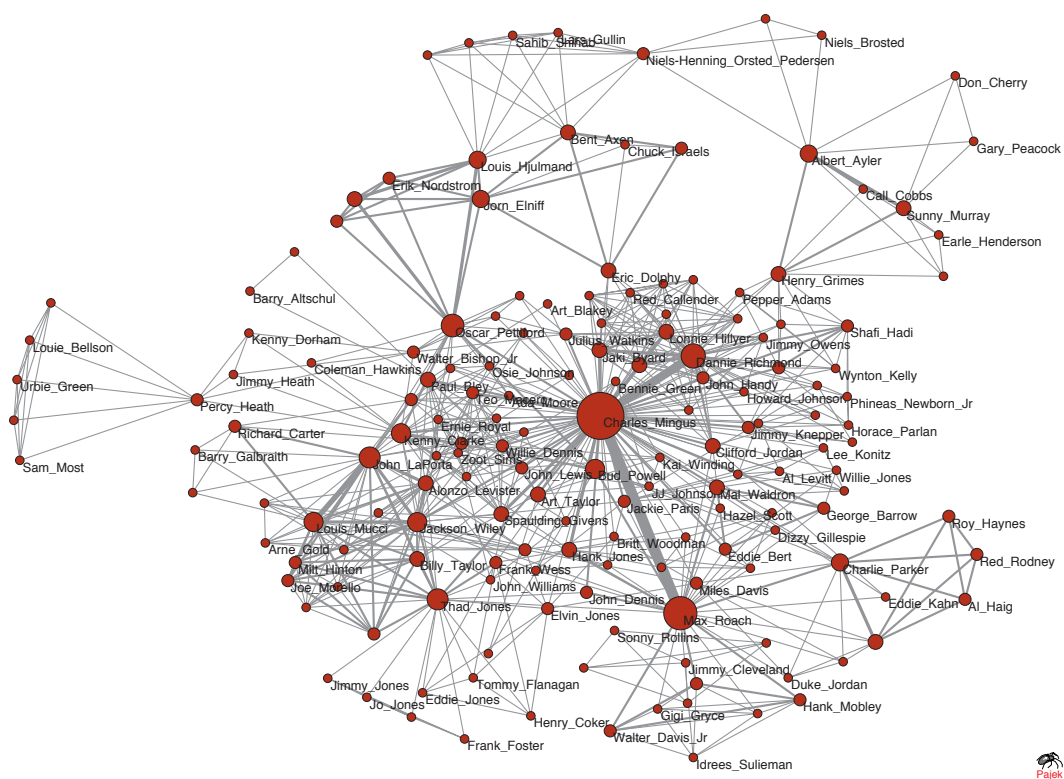 Niels_Brosted
Sahib_Shihab
Lars_Gullin
Niels-Henning_Orsted_Pedersen
Don_Cherry
Bent_Axen
Gary_Peacock
Chuck_Israels
Albert_Ayler
Louis_Hjulmand
Erik_Nordstrom
Call_Cobbs
Jorn_Elniff
Sunny_Murray
Earle_Henderson
Eric_Dolphy
Henry_Grimes
Barry_Altschul
Red_Callender
Pepper_Adams
Art_Blakey
Oscar_Pettiford
Shafi_Hadi
Kenny_Dorham
Julius_Watkins
Lonnie_Hillyer
Jimmy_Owens
Louie_Bellson
Walter_Bishop_Jr
Jaki_Byard
Dannie_Richmond
Coleman_Hawkins
Osie_Johnson
Wynton_Kelly
Jimmy_Heath
Paul_Bley
Bennie_Green
John_Handy
Urbie_Green
Teo_Macero
Ada_Moore
Howard_Johnson
Phineas_Newborn_Jr
Percy_Heath
Charles_Mingus
Ernie_Royal
Richard_Carter
Jimmy_Knepper
Horace_Parlan
Kenny_Clarke
Willie_Dennis
Clifford_Jordan
Lee_Konitz
Barry_Galbraith
Zoot_Sims
John_LaPorta
Kai_Winding
Sam_Most
John_Lewis
Bud_Powell
Al_Levitt
Willie_Jones
Alonzo_Levister
JJ_Johnson
Mal_Waldron
Art_Taylor
Jackie_Paris
George_Barrow
Spaulding_Givens
Hazel_Scott
Roy_Haynes
Louis_Mucci
Jackson_Wiley
Dizzy_Gillespie
Arne_Gold
Britt_Woodman
Hank_Jones
Eddie_Bert
Red_Rodney
Milt_Hinton
Billy_Taylor
Frank_Wess
Charlie_Parker
Joe_Morello
John_Williams
Miles_Davis
John_Dennis
Eddie_Kahn
Al_Haig
Thad_Jones
Elvin_Jones
Max_Roach
Sonny_Rollins
Jimmy_Cleveland
Jimmy_Jones
Tommy_Flanagan
Duke_Jordan
Jo_Jones
Eddie_Jones
Hank_Mobley
Gigi_Gryce
Henry_Coker
Walter_Davis_Jr
Frank_Foster
Idrees_Sulieman
Pajek